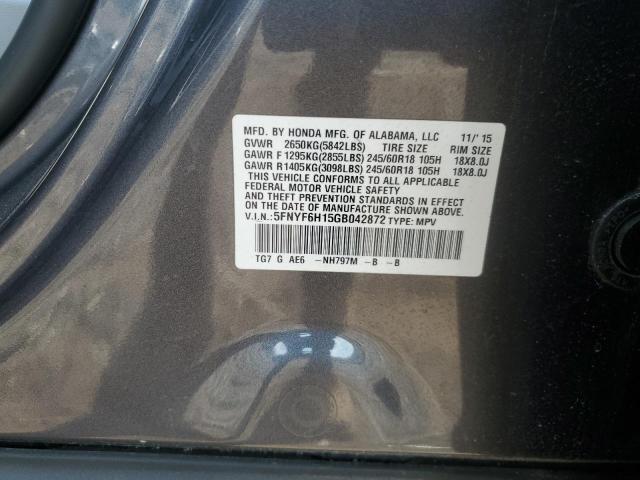 MFD. BY HONDA MFG. OF ALABAMA, LLC 11/'15
GVWR 2650KG(5842LBS) TIRE SIZE RIM SIZE
GAWR F 1295KG(2855LBS) 245/60R18 105H 18X8.0J
GAWR R 1405KG(3098LBS) 245/60R18 105H 18X8.0J
THIS VEHICLE CONFORMS TO ALL APPLICABLE
FEDERAL MOTOR VEHICLE SAFETY
AND THEFT PREVENTION STANDARDS
IN EFFECT ON THE DATE OF MANUFACTURE SHOWN ABOVE.
V.I.N.: 5FNYF6H15GB042872 TYPE: MPV
TG7 G AE6 -NH797M -B -B